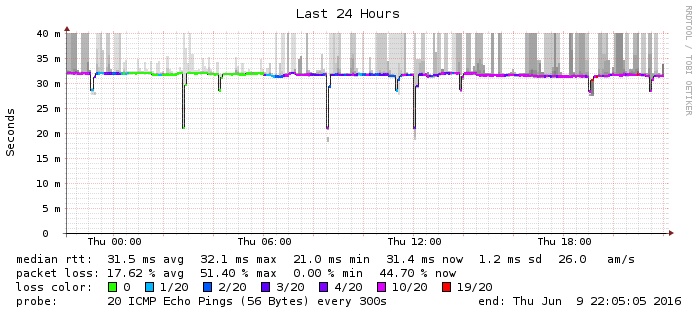 Last 24 Hours
RRDTOOL / TOBI OETIKER
Seconds
40 m
35 m
30 m
25 m
20 m
15 m
10 m
5 m
0
Thu 00:00 Thu 06:00 Thu 12:00 Thu 18:00
median rtt: 31.5 ms avg 32.1 ms max 21.0 ms min 31.4 ms now 1.2 ms sd 26.0 am/s
packet loss: 17.62 % avg 51.40 % max 0.00 % min 44.70 % now
loss color: 0 1/20 2/20 3/20 4/20 10/20 19/20
probe: 20 ICMP Echo Pings (56 Bytes) every 300s end: Thu Jun 9 22:05:05 2016